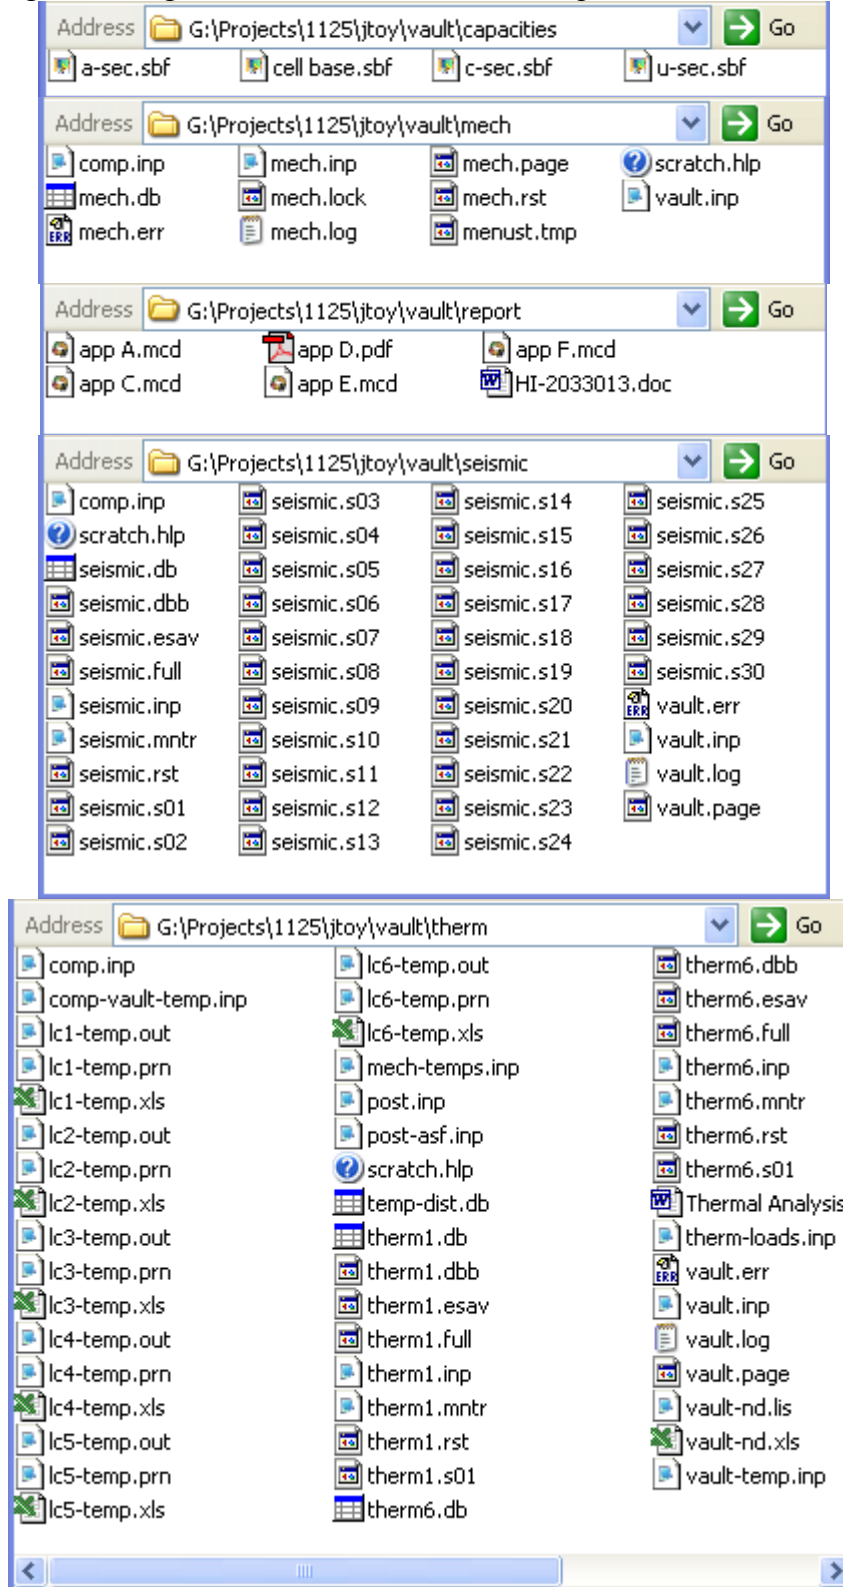 Address G:\Projects\1125\jtoy\vault\capacities Go
a-sec.sbf cell base.sbf c-sec.sbf u-sec.sbf
Address G:\Projects\1125\jtoy\vault\mech Go
comp.inp mech.inp mech.page scratch.hlp
mech.db mech.lock mech.rst vault.inp
mech.err mech.log menust.tmp
Address G:\Projects\1125\jtoy\vault\report Go
app A.mcd app D.pdf app F.mcd
app C.mcd app E.mcd HI-2033013.doc
Address G:\Projects\1125\jtoy\vault\seismic Go
comp.inp seismic.s03 seismic.s14 seismic.s25
scratch.hlp seismic.s04 seismic.s15 seismic.s26
seismic.db seismic.s05 seismic.s16 seismic.s27
seismic.dbb seismic.s06 seismic.s17 seismic.s28
seismic.esav seismic.s07 seismic.s18 seismic.s29
seismic.full seismic.s08 seismic.s19 seismic.s30
seismic.inp seismic.s09 seismic.s20 vault.err
seismic.mntr seismic.s10 seismic.s21 vault.inp
seismic.rst seismic.s11 seismic.s22 vault.log
seismic.s01 seismic.s12 seismic.s23 vault.page
seismic.s02 seismic.s13 seismic.s24
Address G:\Projects\1125\jtoy\vault\therm Go
comp.inp lc6-temp.out therm6.dbb
comp-vault-temp.inp lc6-temp.prn therm6.esav
lc1-temp.out lc6-temp.xls therm6.full
lc1-temp.prn mech-temps.inp therm6.inp
lc1-temp.xls post.inp therm6.mntr
lc2-temp.out post-asf.inp therm6.rst
lc2-temp.prn scratch.hlp therm6.s01
lc2-temp.xls temp-dist.db Thermal Analysis
lc3-temp.out therm1.db therm-loads.inp
lc3-temp.prn therm1.dbb vault.err
lc3-temp.xls therm1.esav vault.inp
lc4-temp.out therm1.full vault.log
lc4-temp.prn therm1.inp vault.page
lc4-temp.xls therm1.mntr vault-nd.lis
lc5-temp.out therm1.rst vault-nd.xls
lc5-temp.prn therm1.s01 vault-temp.inp
lc5-temp.xls therm6.db